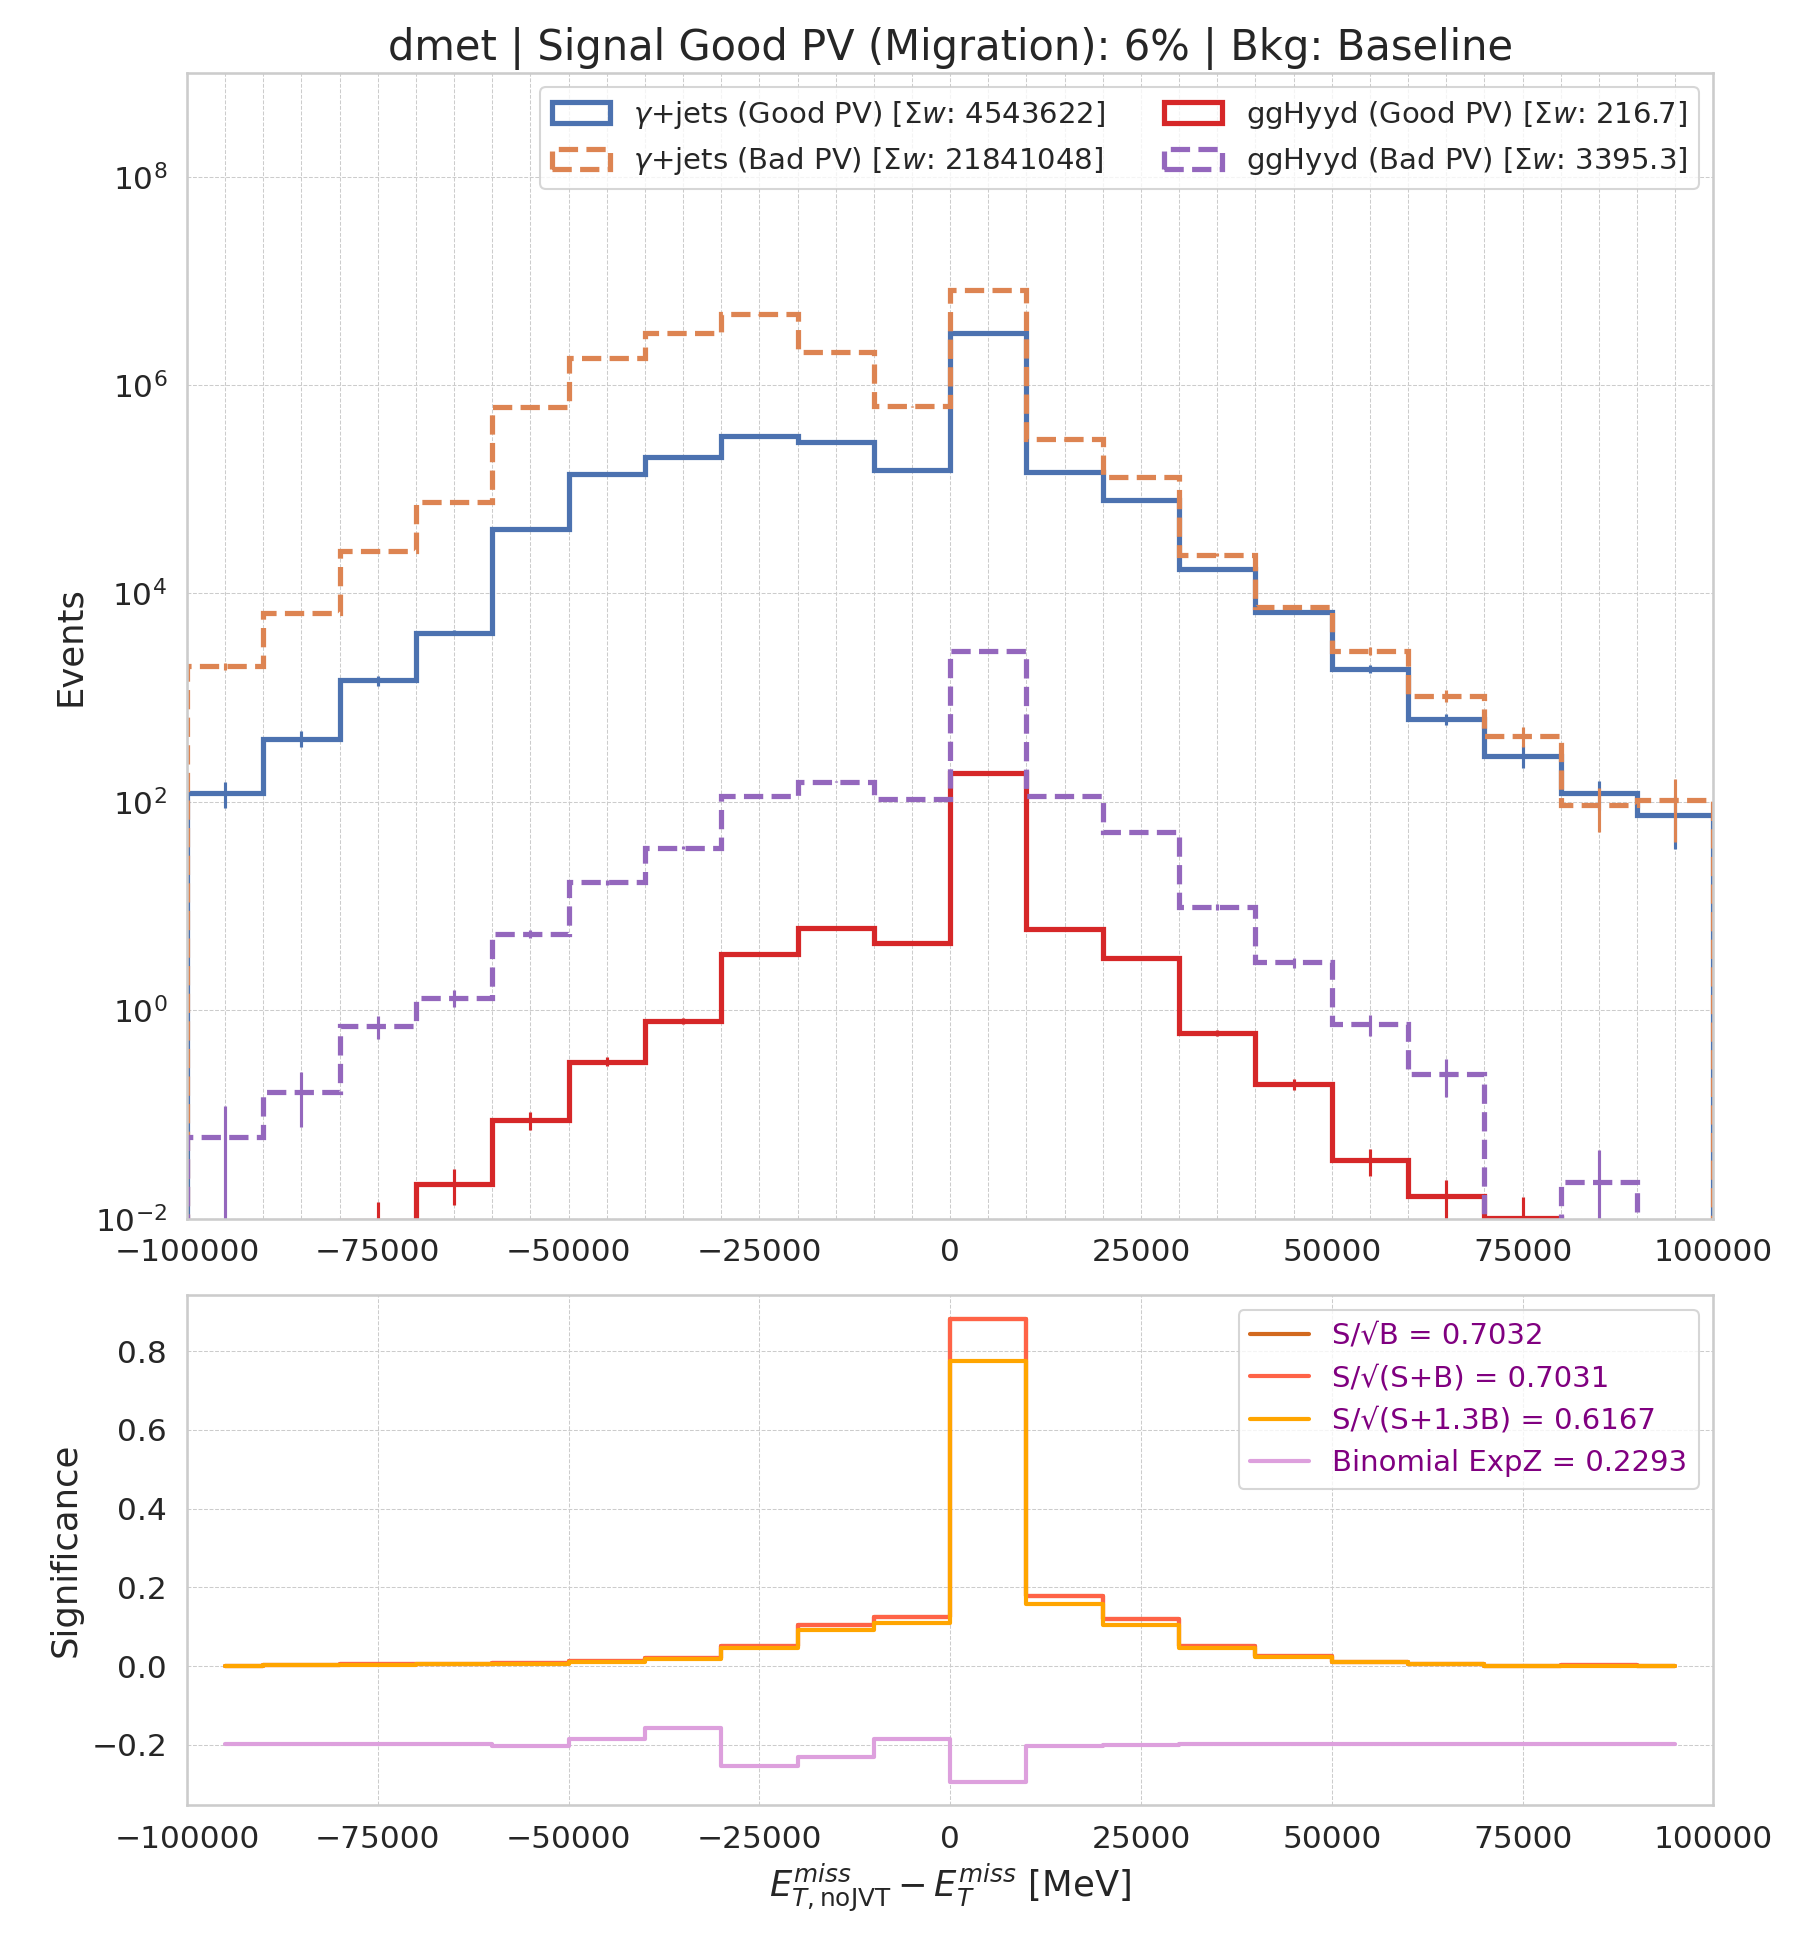 dmet | Signal Good PV (Migration): 6% | Bkg: Baseline
γ+jets (Good PV) [Σw: 4543622]
γ+jets (Bad PV) [Σw: 21841048]
ggHyyd (Good PV) [Σw: 216.7]
ggHyyd (Bad PV) [Σw: 3395.3]
Events
10^8
10^6
10^4
10^2
10^0
10^−2
−100000 −75000 −50000 −25000 0 25000 50000 75000 100000
Significance
0.8
0.6
0.4
0.2
0.0
−0.2
S/√B = 0.7032
S/√(S+B) = 0.7031
S/√(S+1.3B) = 0.6167
Binomial ExpZ = 0.2293
−100000 −75000 −50000 −25000 0 25000 50000 75000 100000
E_{T, noJVT}^{miss} − E_T^{miss} [MeV]